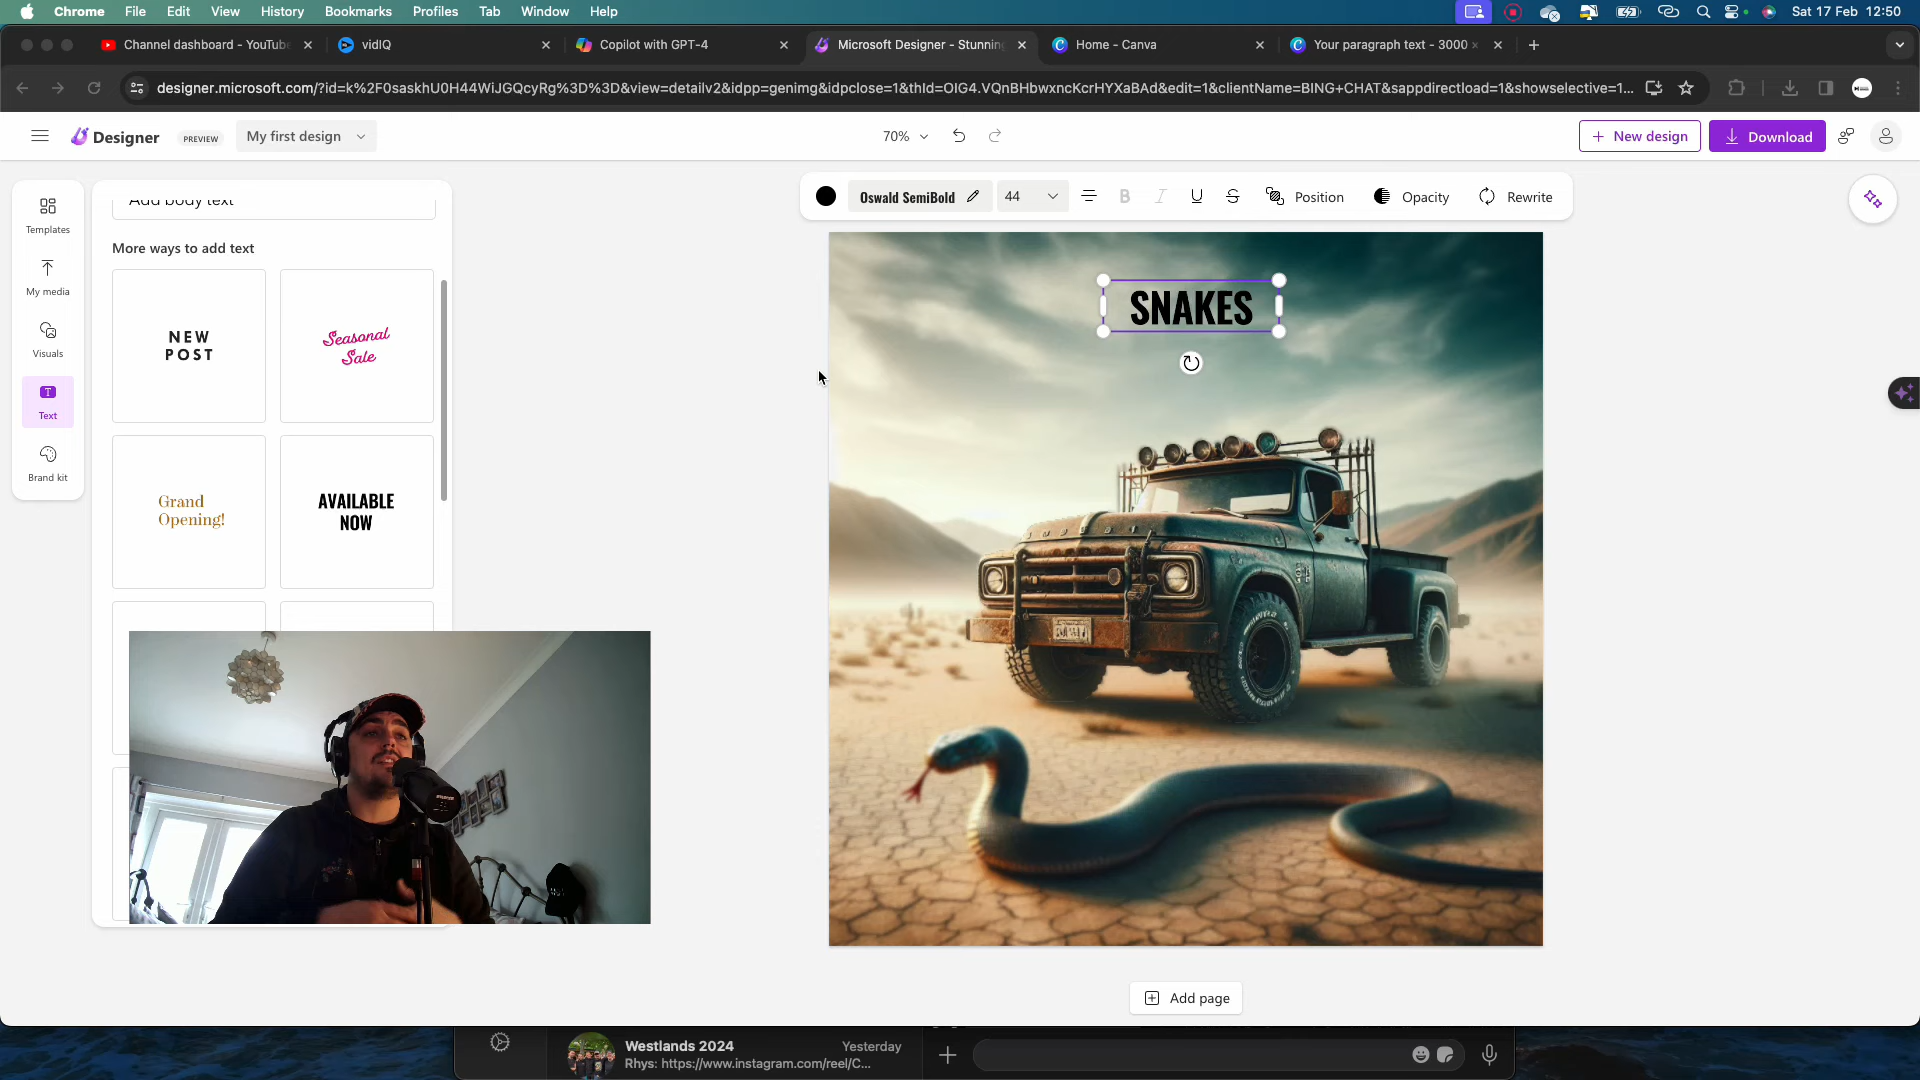 Chrome File Edit View History Bookmarks Profiles Tab Window Help
Sat 17 Feb 12:50
Channel dashboard - YouTube
vidIQ
Copilot with GPT-4
Microsoft Designer - Stunning
Home - Canva
Your paragraph text - 3000 ×
designer.microsoft.com/?id=k%2F0saskhU0H44WiJGQcyRg%3D%3D&view=detailv2&idpp=genimg&idpclose=1&thId=OIG4.VQnBHbwxncKcrHYXaBAd&edit=1&clientName=BING+CHAT&sappdirectload=1&showselective=1...
Designer PREVIEW
My first design
70%
New design
Download
Templates
My media
Visuals
Text
Brand kit
Add body text
More ways to add text
NEW
POST
Seasonal
Sale
Grand
Opening!
AVAILABLE
NOW
Oswald SemiBold
44
B I U S
Position
Opacity
Rewrite
SNAKES
Add page
Westlands 2024
Yesterday
Rhys: https://www.instagram.com/reel/C...